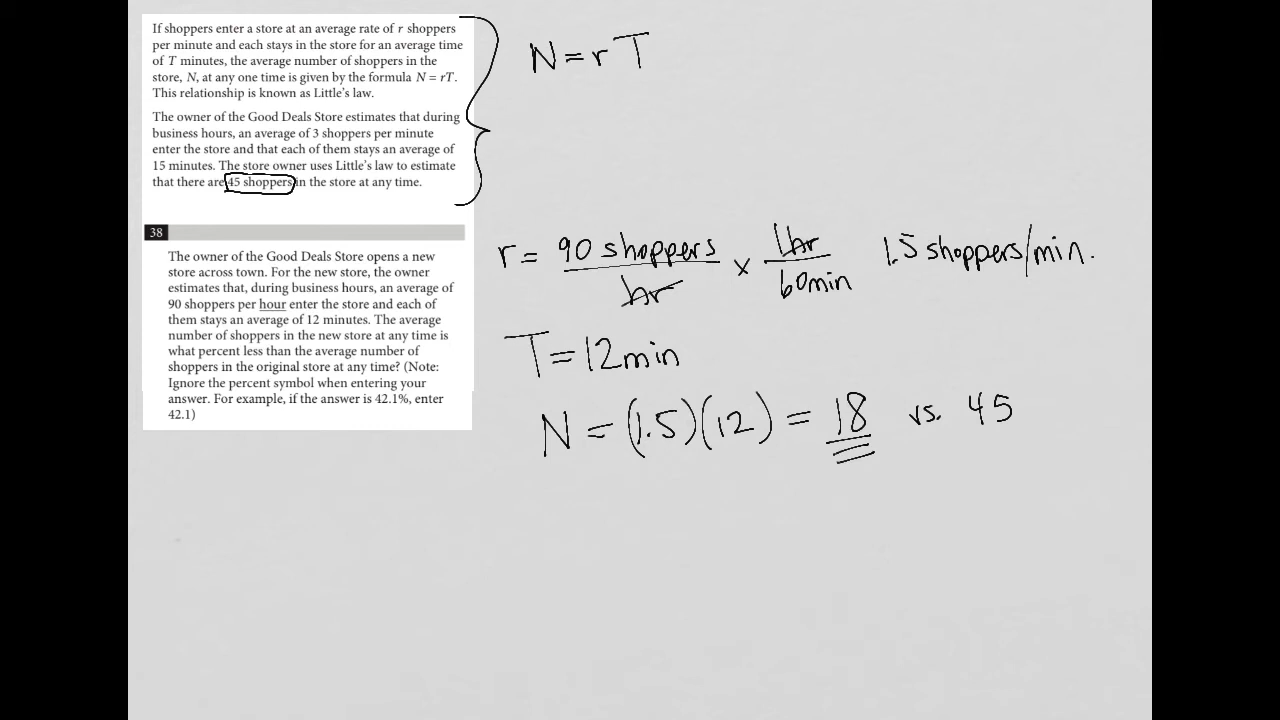 If shoppers enter a store at an average rate of r shoppers
per minute and each stays in the store for an average time
of T minutes, the average number of shoppers in the
store, N, at any one time is given by the formula N = rT.
This relationship is known as Little's law.
The owner of the Good Deals Store estimates that during
business hours, an average of 3 shoppers per minute
enter the store and that each of them stays an average of
15 minutes. The store owner uses Little's law to estimate
that there are 45 shoppers in the store at any time.
38
The owner of the Good Deals Store opens a new
store across town. For the new store, the owner
estimates that, during business hours, an average of
90 shoppers per hour enter the store and each of
them stays an average of 12 minutes. The average
number of shoppers in the new store at any time is
what percent less than the average number of
shoppers in the original store at any time? (Note:
Ignore the percent symbol when entering your
answer. For example, if the answer is 42.1%, enter
42.1)
N = r T
r = 90 shoppers / hr × 1hr / 60min 1.5 shoppers/min.
T = 12min
N = (1.5)(12) = 18 vs. 45